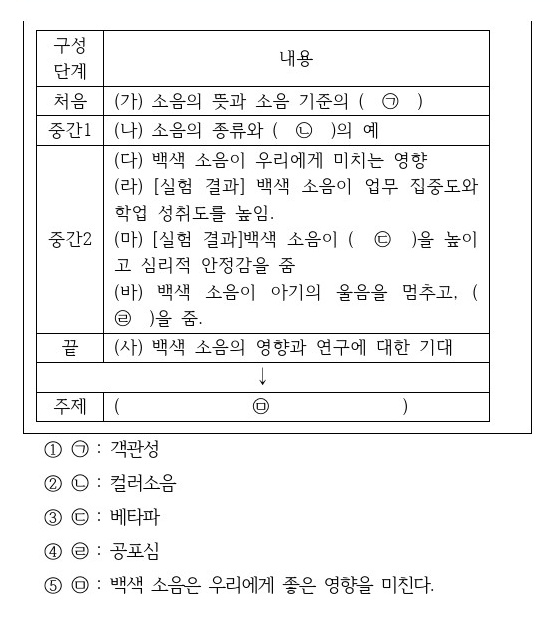 구성
단계
내용
처음
(가) 소음의 뜻과 소음 기준의 ( ㉠ )
중간1
(나) 소음의 종류와 ( ㉡ )의 예
중간2
(다) 백색 소음이 우리에게 미치는 영향
(라) [실험 결과] 백색 소음이 업무 집중도와
학업 성취도를 높임.
(마) [실험 결과]백색 소음이 ( ㉢ )을 높이
고 심리적 안정감을 줌
(바) 백색 소음이 아기의 울음을 멈추고, (
㉣ )을 줌.
끝
(사) 백색 소음의 영향과 연구에 대한 기대
↓
주제
( ㉤ )
① ㉠ : 객관성
② ㉡ : 컬러소음
③ ㉢ : 베타파
④ ㉣ : 공포심
⑤ ㉤ : 백색 소음은 우리에게 좋은 영향을 미친다.